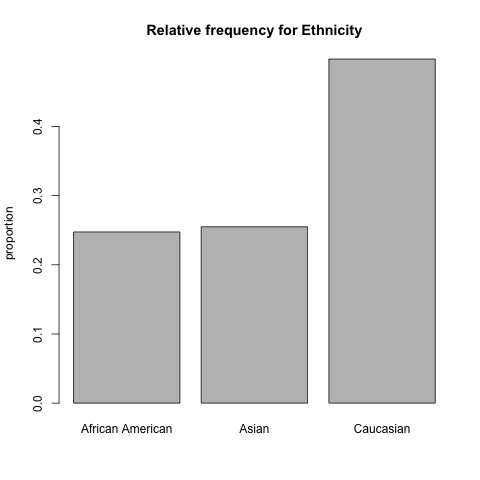 Relative frequency for Ethnicity
proportion
0.4
0.3
0.2
0.1
0.0
African American
Asian
Caucasian